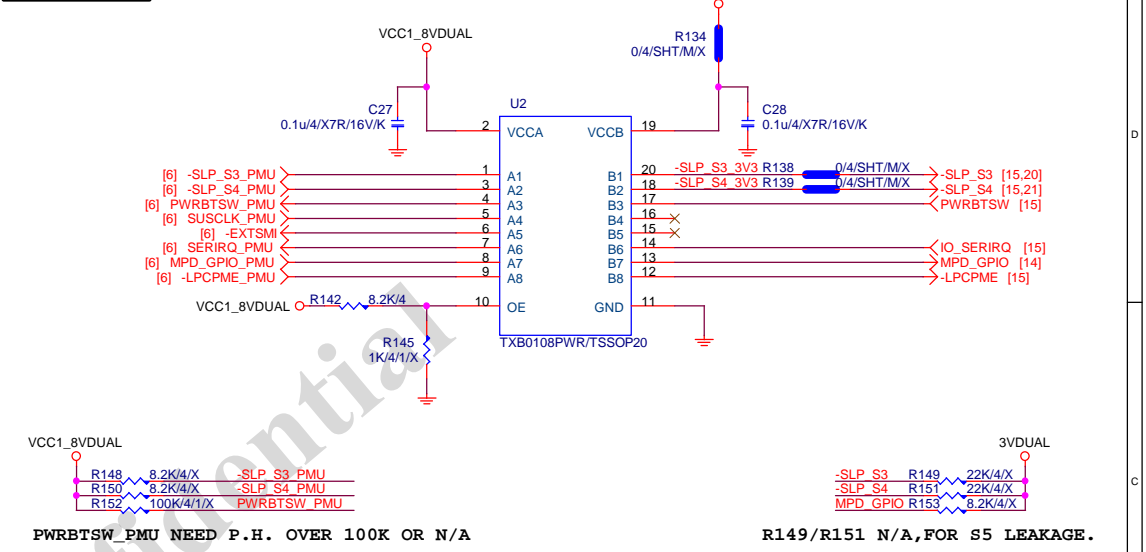 VCC1_8VDUAL
R134
0/4/SHT/M/X
C27
0.1u/4/X7R/16V/K
U2
C28
0.1u/4/X7R/16V/K
2 VCCA VCCB 19
D
[6] -SLP_S3_PMU 1 A1 B1 20 -SLP_S3_3V3 R138 0/4/SHT/M/X -SLP_S3 [15,20]
[6] -SLP_S4_PMU 3 A2 B2 18 -SLP_S4_3V3 R139 0/4/SHT/M/X -SLP_S4 [15,21]
[6] PWRBTSW_PMU 4 A3 B3 17 PWRBTSW [15]
[6] SUSCLK_PMU 5 A4 B4 16
[6] -EXTSMI 6 A5 B5 15
[6] SERIRQ_PMU 7 A6 B6 14 IO_SERIRQ [15]
[6] MPD_GPIO_PMU 8 A7 B7 13 MPD_GPIO [14]
[6] -LPCPME_PMU 9 A8 B8 12 -LPCPME [15]
VCC1_8VDUAL R142 8.2K/4 10 OE GND 11
R145
1K/4/1/X
TXB0108PWR/TSSOP20
VCC1_8VDUAL
3VDUAL
R148 8.2K/4/X -SLP_S3_PMU
R150 8.2K/4/X -SLP_S4_PMU
R152 100K/4/1/X PWRBTSW_PMU
-SLP_S3 R149 22K/4/X
-SLP_S4 R151 22K/4/X
MPD_GPIO R153 8.2K/4/X
C
PWRBTSW_PMU NEED P.H. OVER 100K OR N/A
R149/R151 N/A,FOR S5 LEAKAGE.
fidential